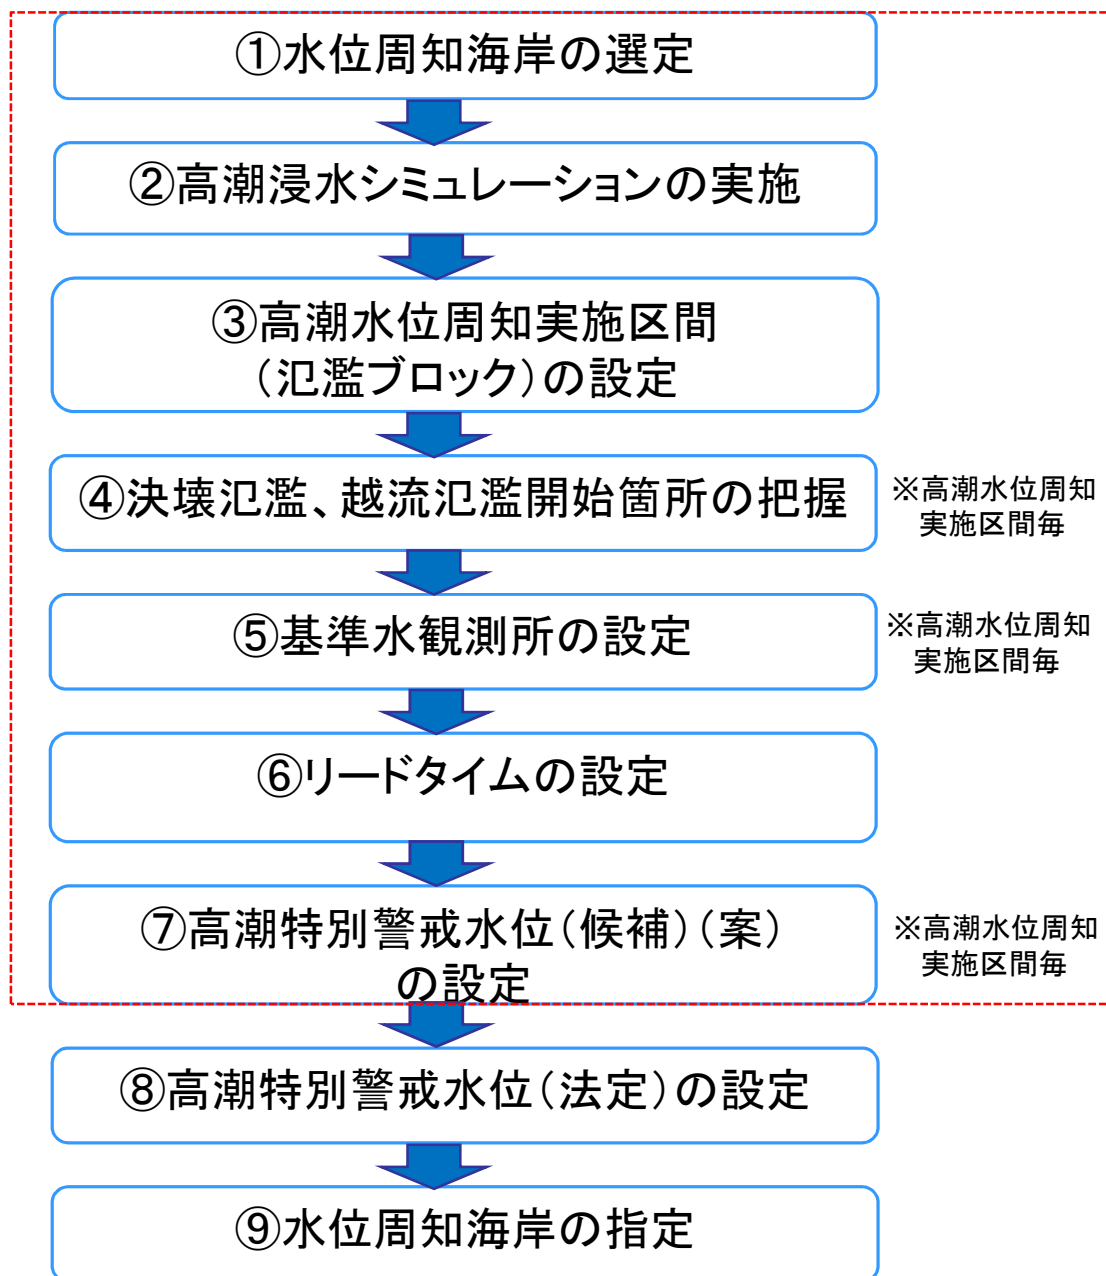 ①水位周知海岸の選定
②高潮浸水シミュレーションの実施
③高潮水位周知実施区間
（氾濫ブロック）の設定
④決壊氾濫、越流氾濫開始箇所の把握
※高潮水位周知
実施区間毎
⑤基準水観測所の設定
※高潮水位周知
実施区間毎
⑥リードタイムの設定
⑦高潮特別警戒水位（候補）（案）
の設定
※高潮水位周知
実施区間毎
⑧高潮特別警戒水位（法定）の設定
⑨水位周知海岸の指定